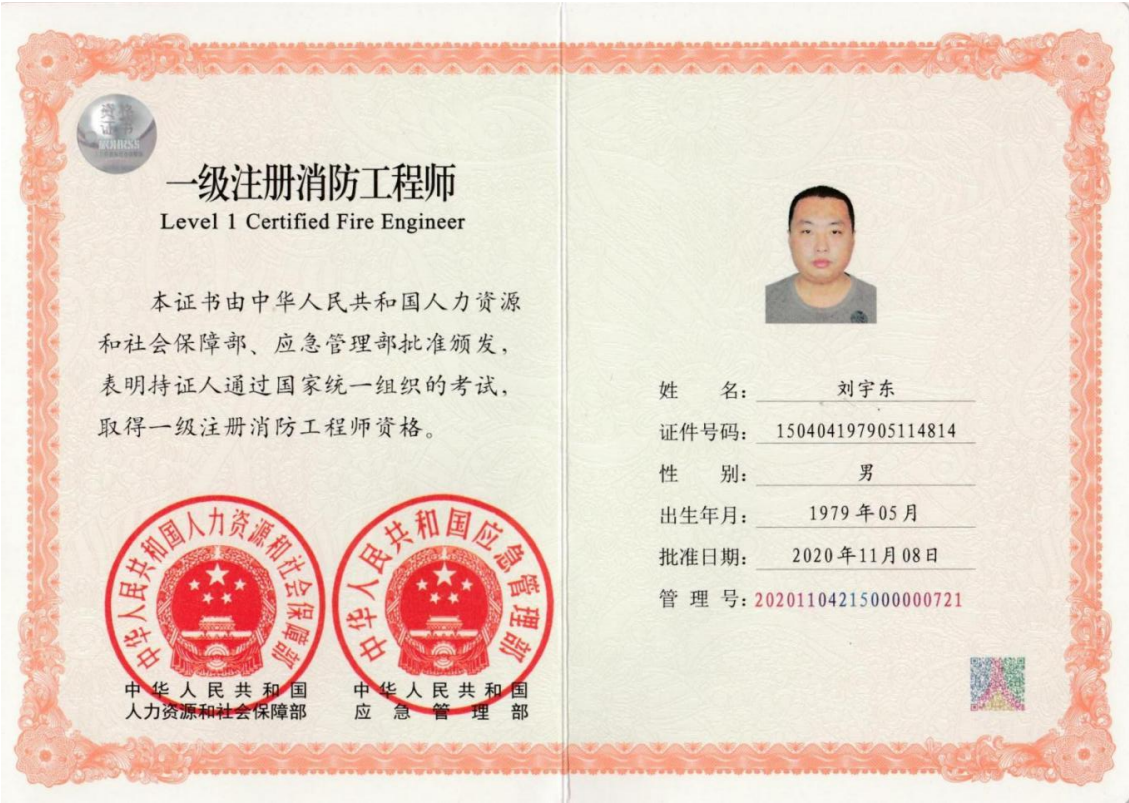 资格
证书
一级注册消防工程师
Level 1 Certified Fire Engineer
本证书由中华人民共和国人力资源
和社会保障部、应急管理部批准颁发，
表明持证人通过国家统一组织的考试，
取得一级注册消防工程师资格。
中华人民共和国人力资源和社会保障部
中华人民共和国应急管理部
中华人民共和国
人力资源和社会保障部
中华人民共和国
应急管理部
姓 名： 刘宇东
证件号码： 150404197905114814
性 别： 男
出生年月： 1979年05月
批准日期： 2020年11月08日
管 理 号：20201104215000000721